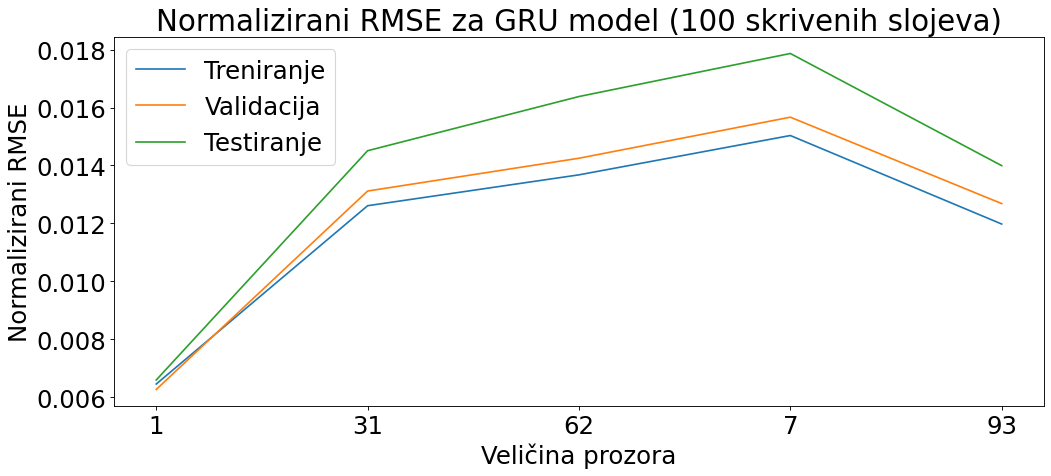 Normalizirani RMSE za GRU model (100 skrivenih slojeva)
0.018
0.016
0.014
0.012
0.010
0.008
0.006
Normalizirani RMSE
Treniranje
Validacija
Testiranje
1 31 62 7 93
Veličina prozora